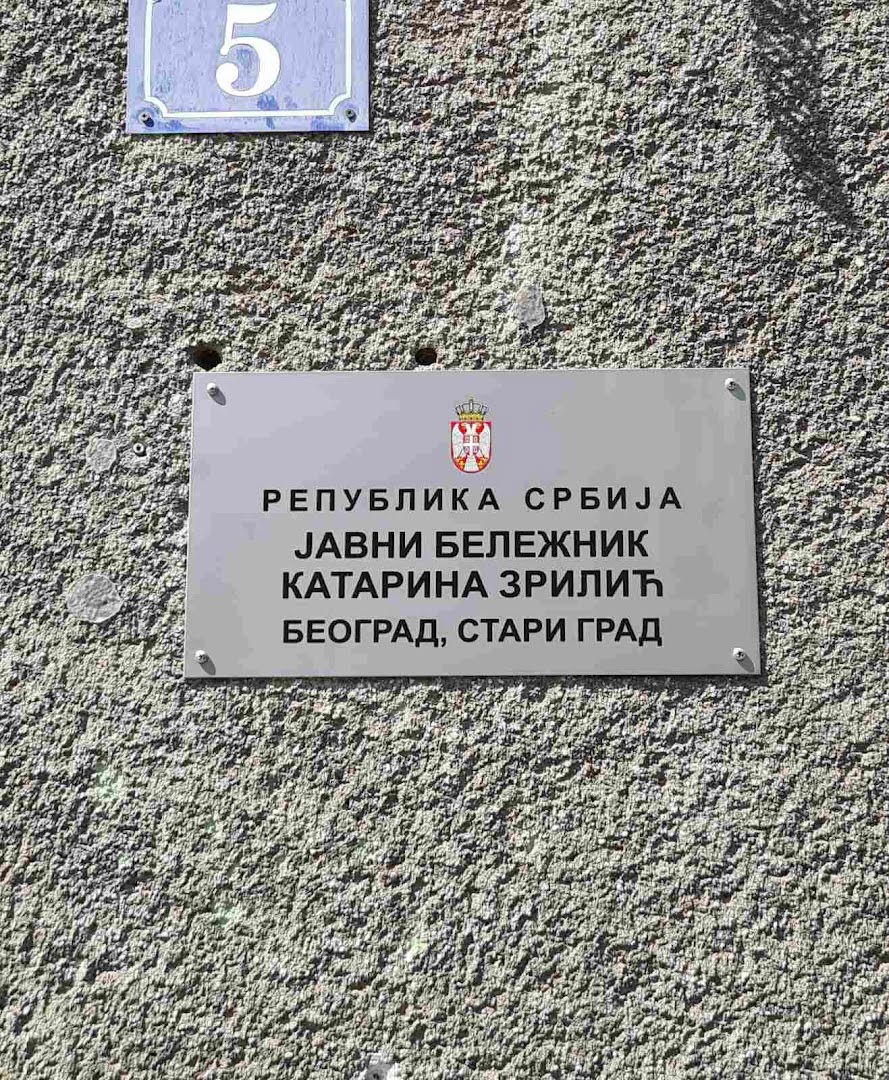 5
РЕПУБЛИКА СРБИЈА
ЈАВНИ БЕЛЕЖНИК
КАТАРИНА ЗРИЛИЋ
БЕОГРАД, СТАРИ ГРАД